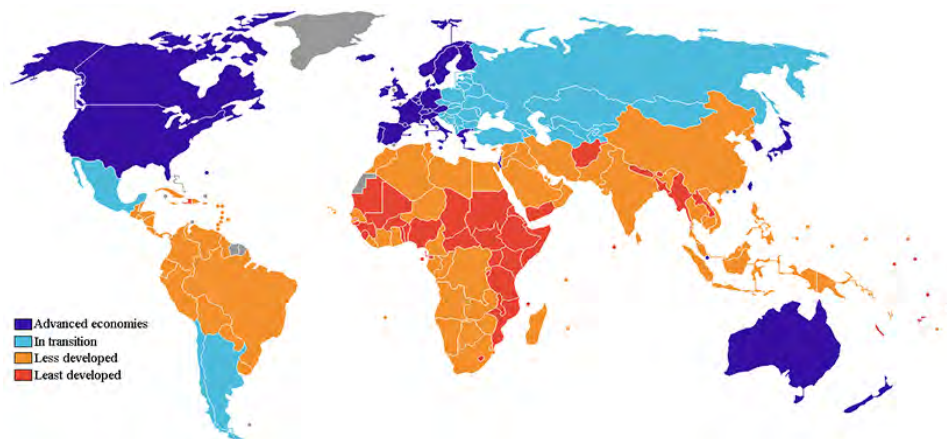 Advanced economies
In transition
Less developed
Least developed